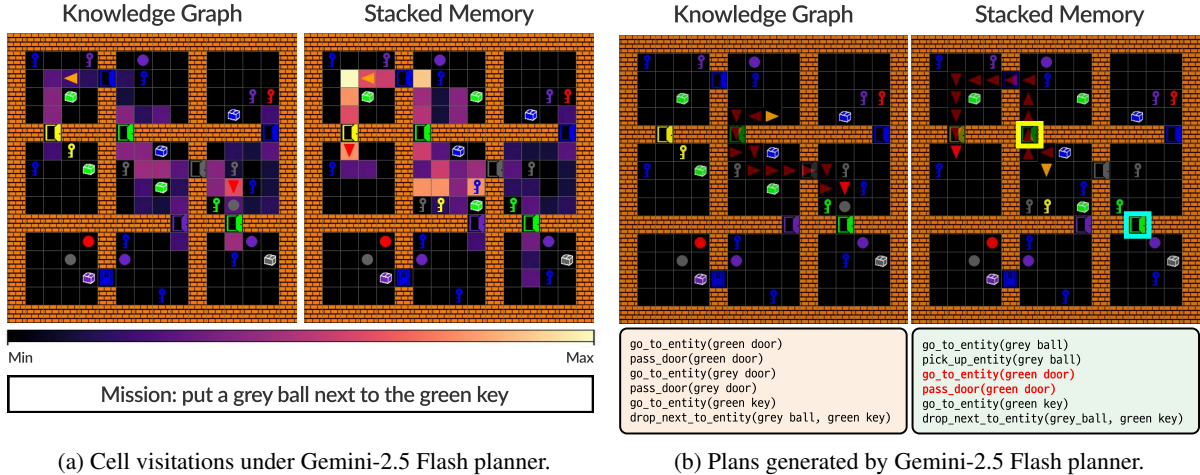 Knowledge Graph
Stacked Memory
Min
Max
Mission: put a grey ball next to the green key
(a) Cell visitations under Gemini-2.5 Flash planner.
Knowledge Graph
Stacked Memory
go_to_entity(green door)
pass_door(green door)
go_to_entity(grey door)
pass_door(grey door)
go_to_entity(green key)
drop_next_to_entity(grey ball, green key)
go_to_entity(grey ball)
pick_up_entity(grey ball)
go_to_entity(green door)
pass_door(green door)
go_to_entity(green key)
drop_next_to_entity(grey_ball, green key)
(b) Plans generated by Gemini-2.5 Flash planner.